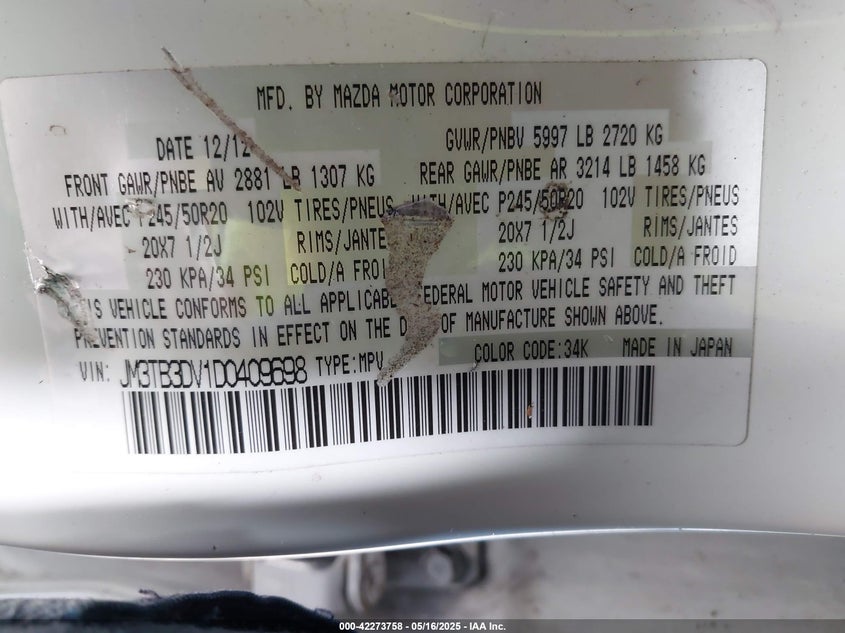 MFD. BY MAZDA MOTOR CORPORATION
DATE 12/12 GVWR/PNBV 5997 LB 2720 KG
FRONT GAWR/PNBE AV 2881 LB 1307 KG REAR GAWR/PNBE AR 3214 LB 1458 KG
WITH/AVEC P245/50R20 102V TIRES/PNEUS WITH/AVEC P245/50R20 102V TIRES/PNEUS
20X7 1/2J RIMS/JANTES 20X7 1/2J RIMS/JANTES
230 KPA/34 PSI COLD/A FROID 230 KPA/34 PSI COLD/A FROID
THIS VEHICLE CONFORMS TO ALL APPLICABLE FEDERAL MOTOR VEHICLE SAFETY AND THEFT
PREVENTION STANDARDS IN EFFECT ON THE DATE OF MANUFACTURE SHOWN ABOVE.
VIN: JM3TB3DV1D0409698 TYPE:MPV COLOR CODE:34K MADE IN JAPAN
000-42273758 - 05/16/2025 - IAA Inc.